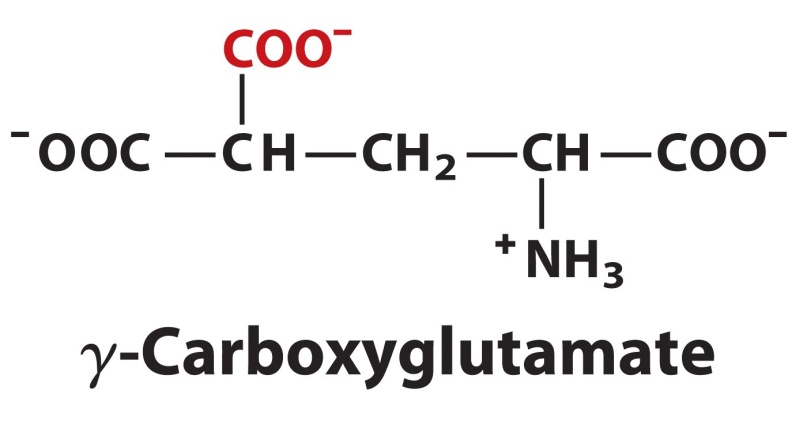 COO⁻
⁻OOC—CH—CH₂—CH—COO⁻
⁺NH₃
γ-Carboxyglutamate